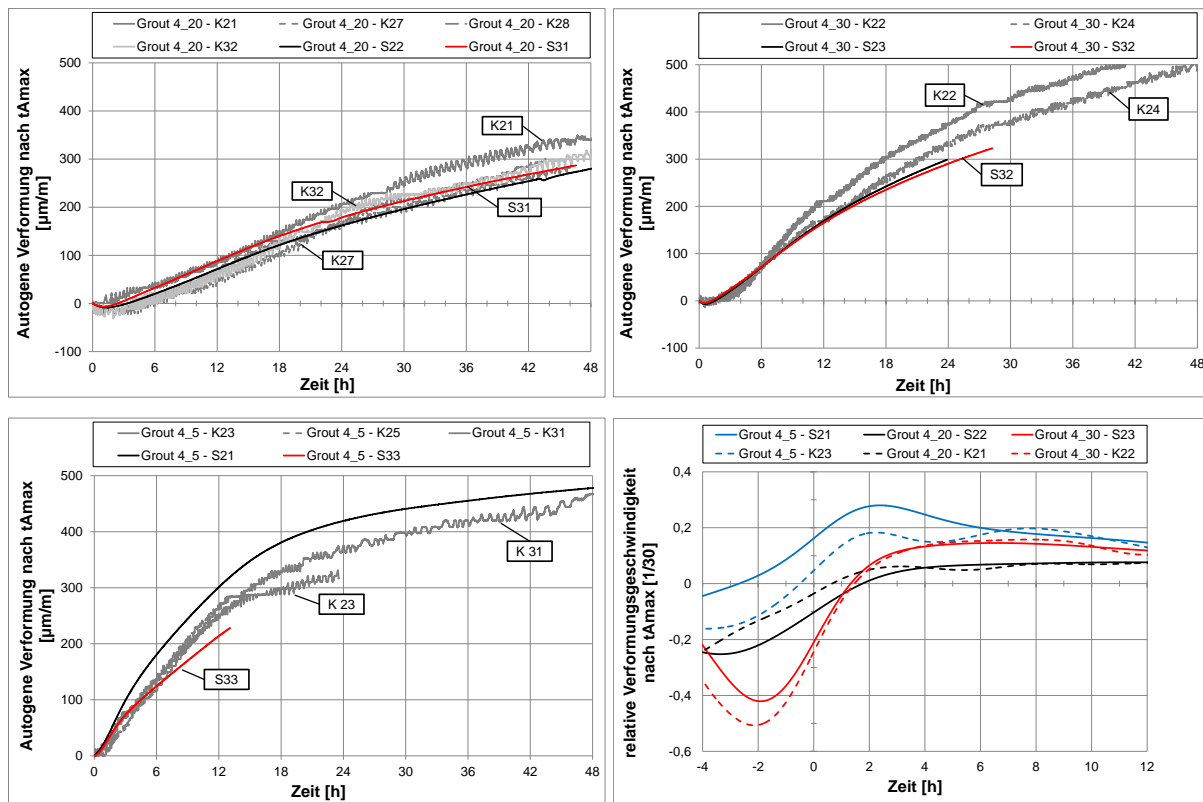 Grout 4_20 - K21 Grout 4_20 - K27 Grout 4_20 - K28
Grout 4_20 - K32 Grout 4_20 - S22 Grout 4_20 - S31
Autogene Verformung nach tAmax
[µm/m]
500
400
300
200
100
0
-100
K21
K32
S31
K27
0 6 12 18 24 30 36 42 48
Zeit [h]
Grout 4_30 - K22 Grout 4_30 - K24
Grout 4_30 - S23 Grout 4_30 - S32
Autogene Verformung nach tAmax
[µm/m]
500
400
300
200
100
0
-100
K22
K24
S32
0 6 12 18 24 30 36 42 48
Zeit [h]
Grout 4_5 - K23 Grout 4_5 - K25 Grout 4_5 - K31
Grout 4_5 - S21 Grout 4_5 - S33
Autogene Verformung nach tAmax
[µm/m]
500
400
300
200
100
0
K 31
K 23
S33
0 6 12 18 24 30 36 42 48
Zeit [h]
Grout 4_5 - S21 Grout 4_20 - S22 Grout 4_30 - S23
Grout 4_5 - K23 Grout 4_20 - K21 Grout 4_30 - K22
relative Verformungsgeschwindigkeit
nach tAmax [1/30]
0,4
0,2
0
-0,2
-0,4
-0,6
-4 -2 0 2 4 6 8 10 12
Zeit [h]